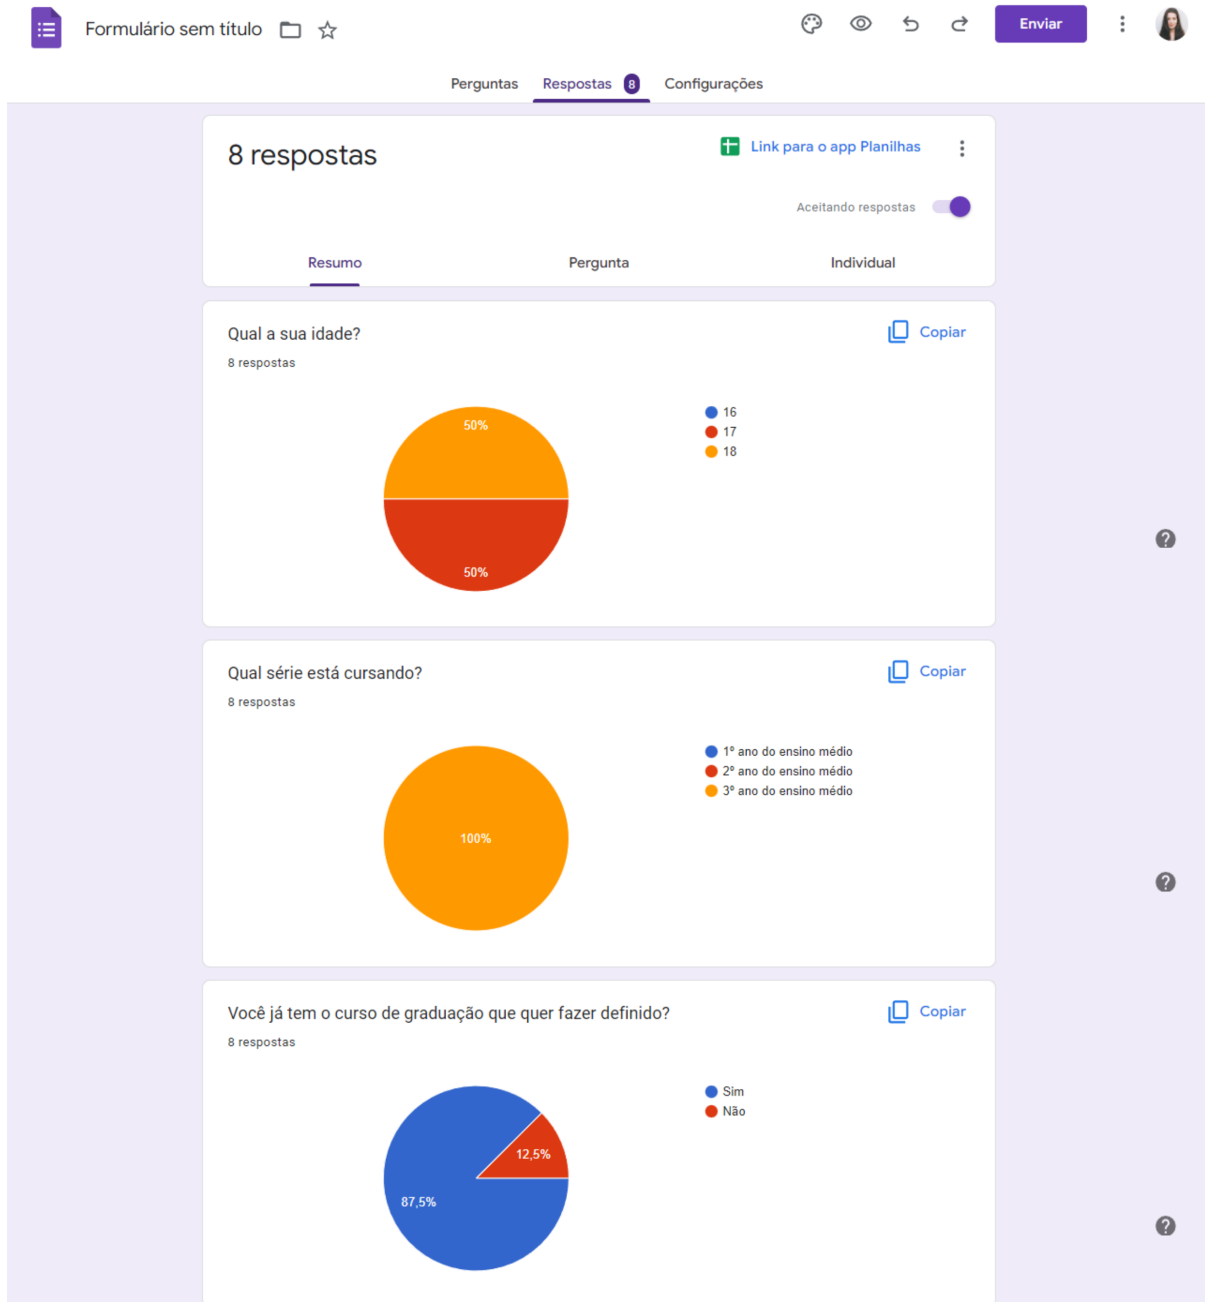 Formulário sem título
Enviar
Perguntas Respostas 8 Configurações
8 respostas
Link para o app Planilhas
Aceitando respostas
Resumo Pergunta Individual
Qual a sua idade?
Copiar
8 respostas
50%
50%
16
17
18
Qual série está cursando?
Copiar
8 respostas
100%
1º ano do ensino médio
2º ano do ensino médio
3º ano do ensino médio
Você já tem o curso de graduação que quer fazer definido?
Copiar
8 respostas
12,5%
87,5%
Sim
Não